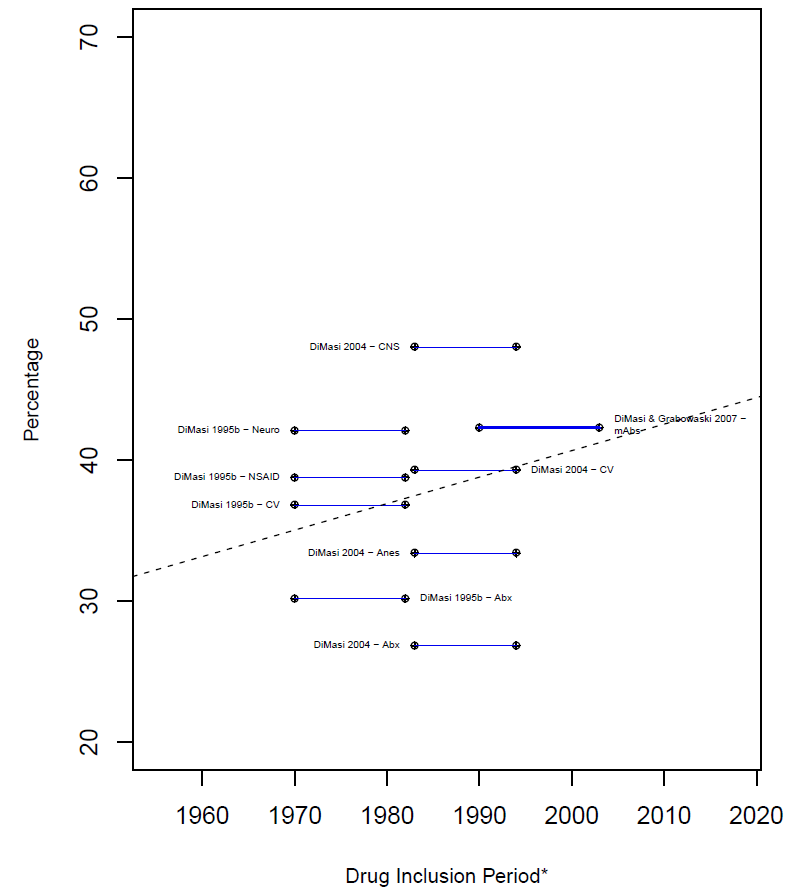 70
60
50
40
30
20
Percentage
DiMasi 2004 − CNS
DiMasi & Grabowaski 2007 −
mAbs
DiMasi 1995b − Neuro
DiMasi 2004 − CV
DiMasi 1995b − NSAID
DiMasi 1995b − CV
DiMasi 2004 − Anes
DiMasi 1995b − Abx
DiMasi 2004 − Abx
1960 1970 1980 1990 2000 2010 2020
Drug Inclusion Period*